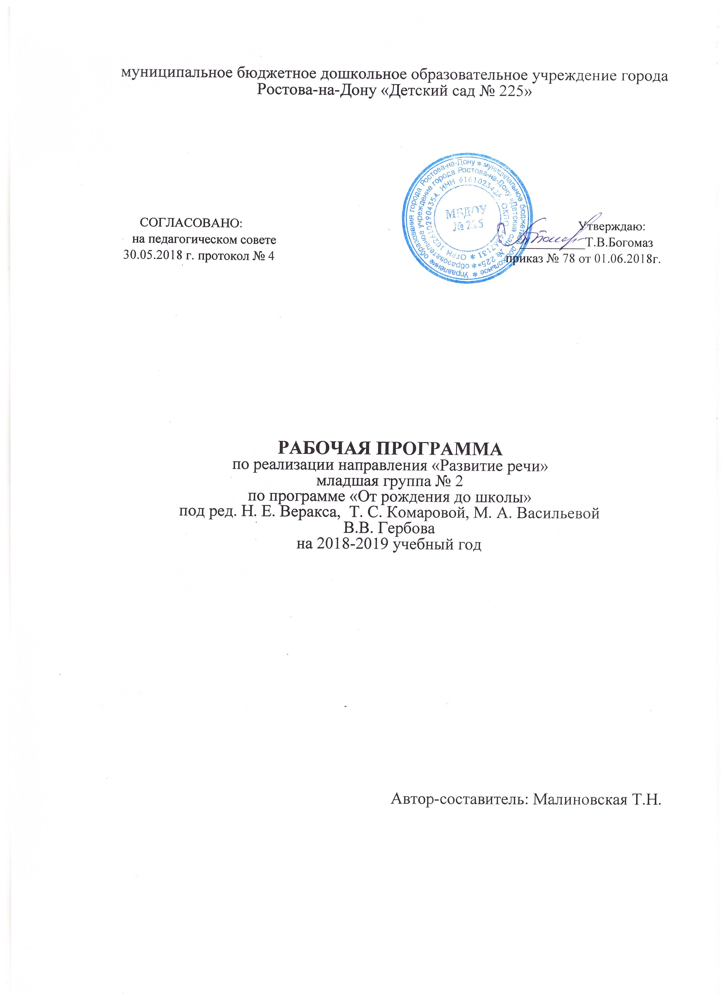 муниципальное бюджетное дошкольное образовательное учреждение города
Ростова-на-Дону «Детский сад № 225»
СОГЛАСОВАНО:
на педагогическом совете
30.05.2018 г. протокол № 4
Управление образования города Ростова-на-Дону * муниципальное бюджетное дошкольное *
образовательное учреждение города Ростова-на-Дону «Детский сад № 225» *
ОГРН 1026102904354, ИНН ОКПО
МБДОУ
№ 225
Утверждаю:
Т.В.Богомаз
приказ № 78 от 01.06.2018г.
РАБОЧАЯ ПРОГРАММА
по реализации направления «Развитие речи»
младшая группа № 2
по программе «От рождения до школы»
под ред. Н. Е. Веракса, Т. С. Комаровой, М. А. Васильевой
В.В. Гербова
на 2018-2019 учебный год
Автор-составитель: Малиновская Т.Н.